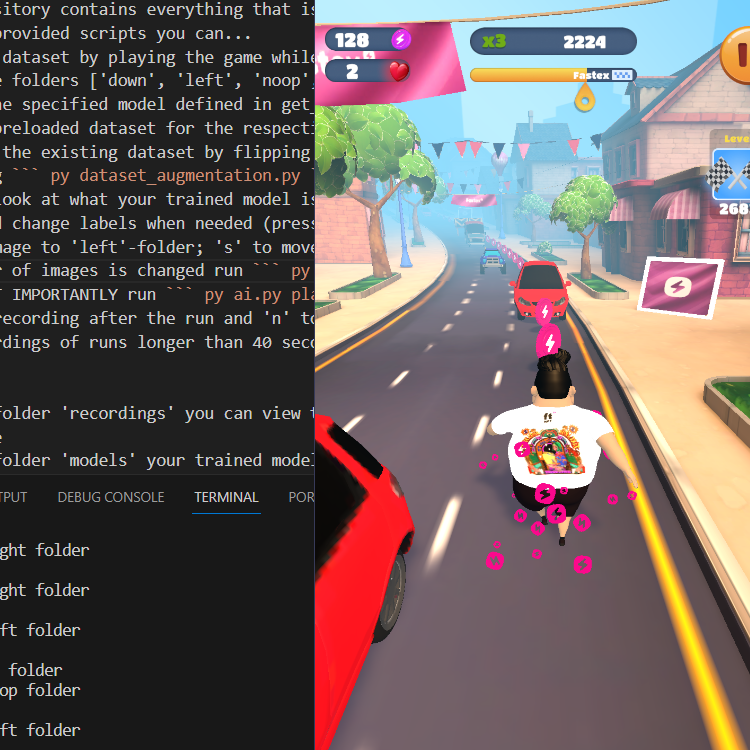 sitory contains everything that is
provided scripts you can...
dataset by playing the game while
e folders ['down', 'left', 'noop',
he specified model defined in get
preloaded dataset for the respecti
the existing dataset by flipping
g ``` py dataset_augmentation.py
look at what your trained model is
d change labels when needed (press
mage to 'left'-folder; 's' to move
r of images is changed run ``` py
T IMPORTANTLY run ``` py ai.py pla
recording after the run and 'n' to
rdings of runs longer than 40 seco
folder 'recordings' you can view t
e
folder 'models' your trained model
TPUT DEBUG CONSOLE TERMINAL POR
ght folder
ght folder
ft folder
folder
op folder
ft folder
128
2
x3 2224
Fastex
Leve
268